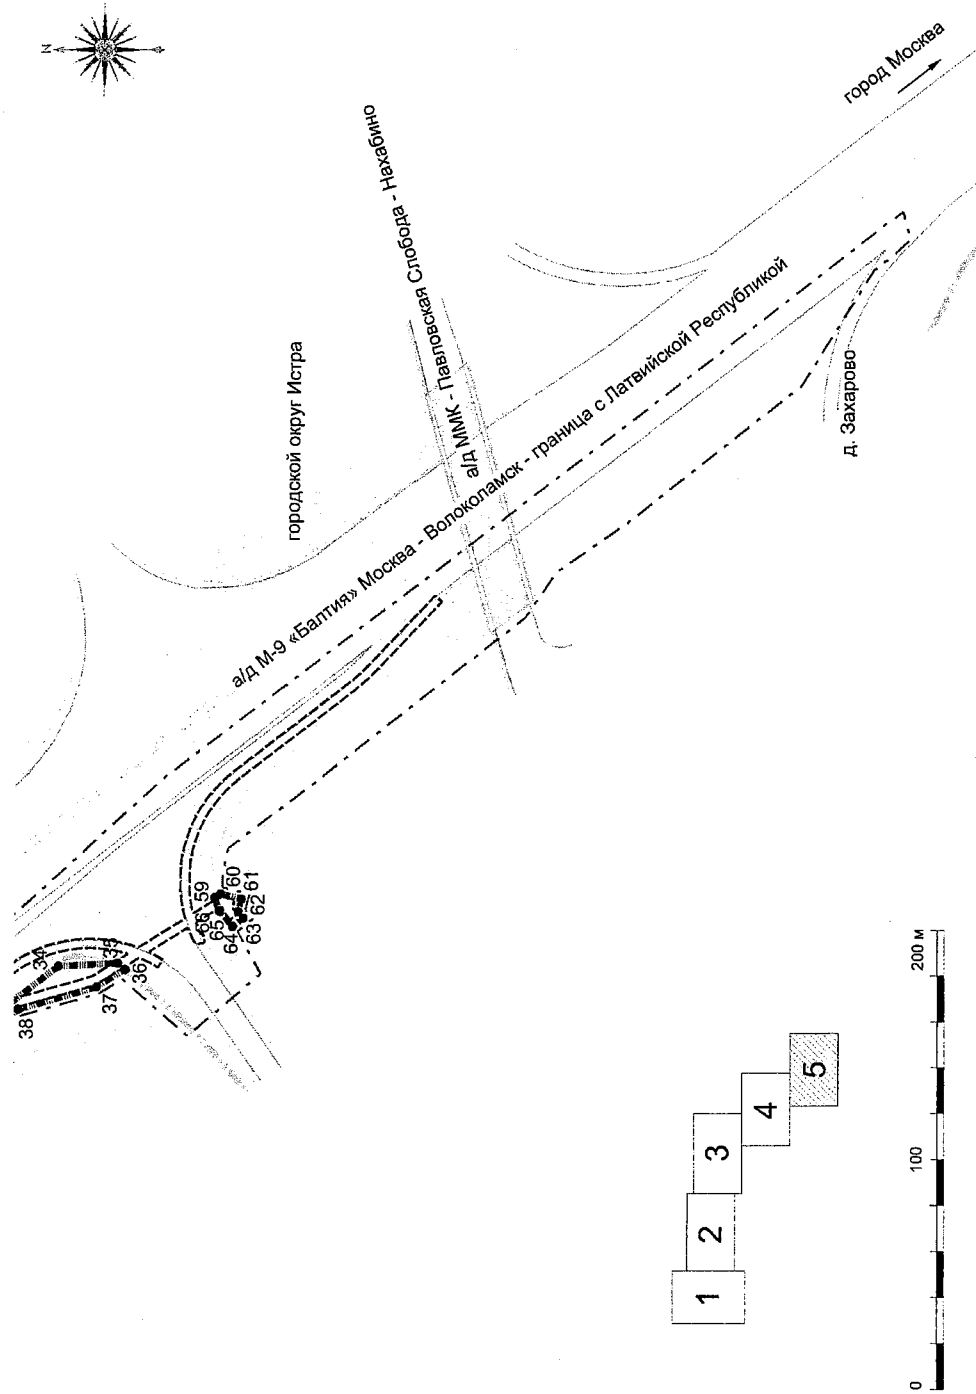 N
город Москва
а/д ММК - Павловская Слобода - Нахабино
городской округ Истра
а/д М-9 «Балтия» Москва - Волоколамск - граница с Латвийской Республикой
д. Захарово
34
35
36
37
38
59
60
61
62
63
64
65
66
1
2
3
4
5
0
100
200 м